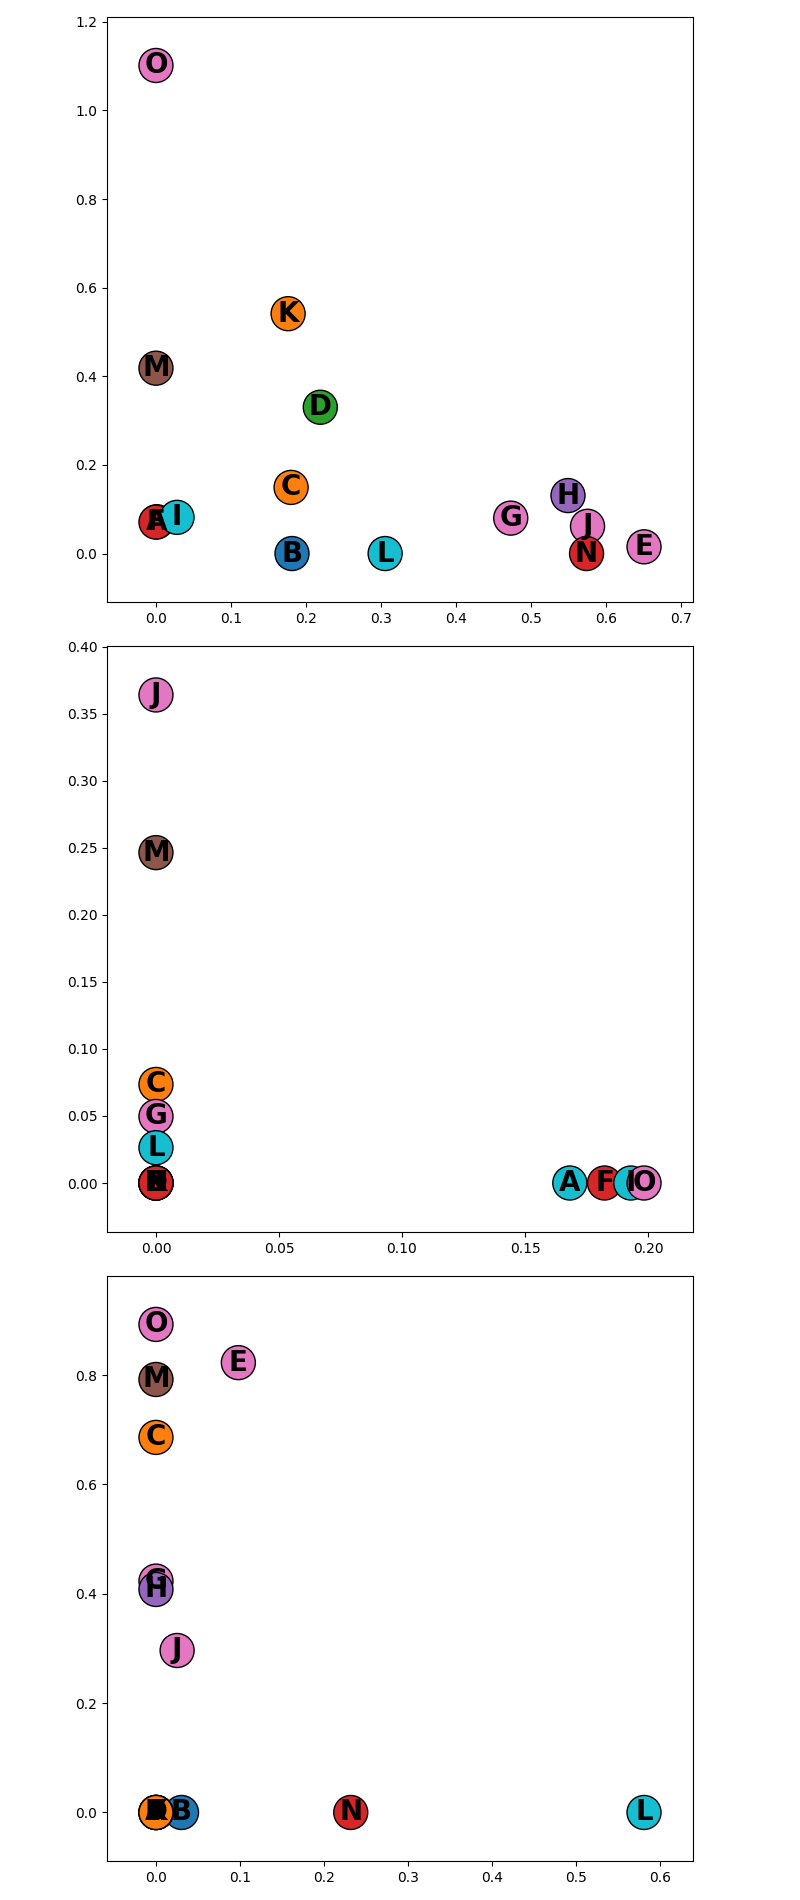 1.2
O
1.0
0.8
0.6
K
M
0.4
D
0.2
C
H
G
A
I
J
E
0.0
B
L
N
0.0 0.1 0.2 0.3 0.4 0.5 0.6 0.7
0.40
J
0.35
0.30
M
0.25
0.20
0.15
0.10
C
0.05
G
L
0.00
A F I O
0.00 0.05 0.10 0.15 0.20
O
E
0.8
M
C
0.6
G
0.4
H
J
0.2
0.0
B N L
0.0 0.1 0.2 0.3 0.4 0.5 0.6